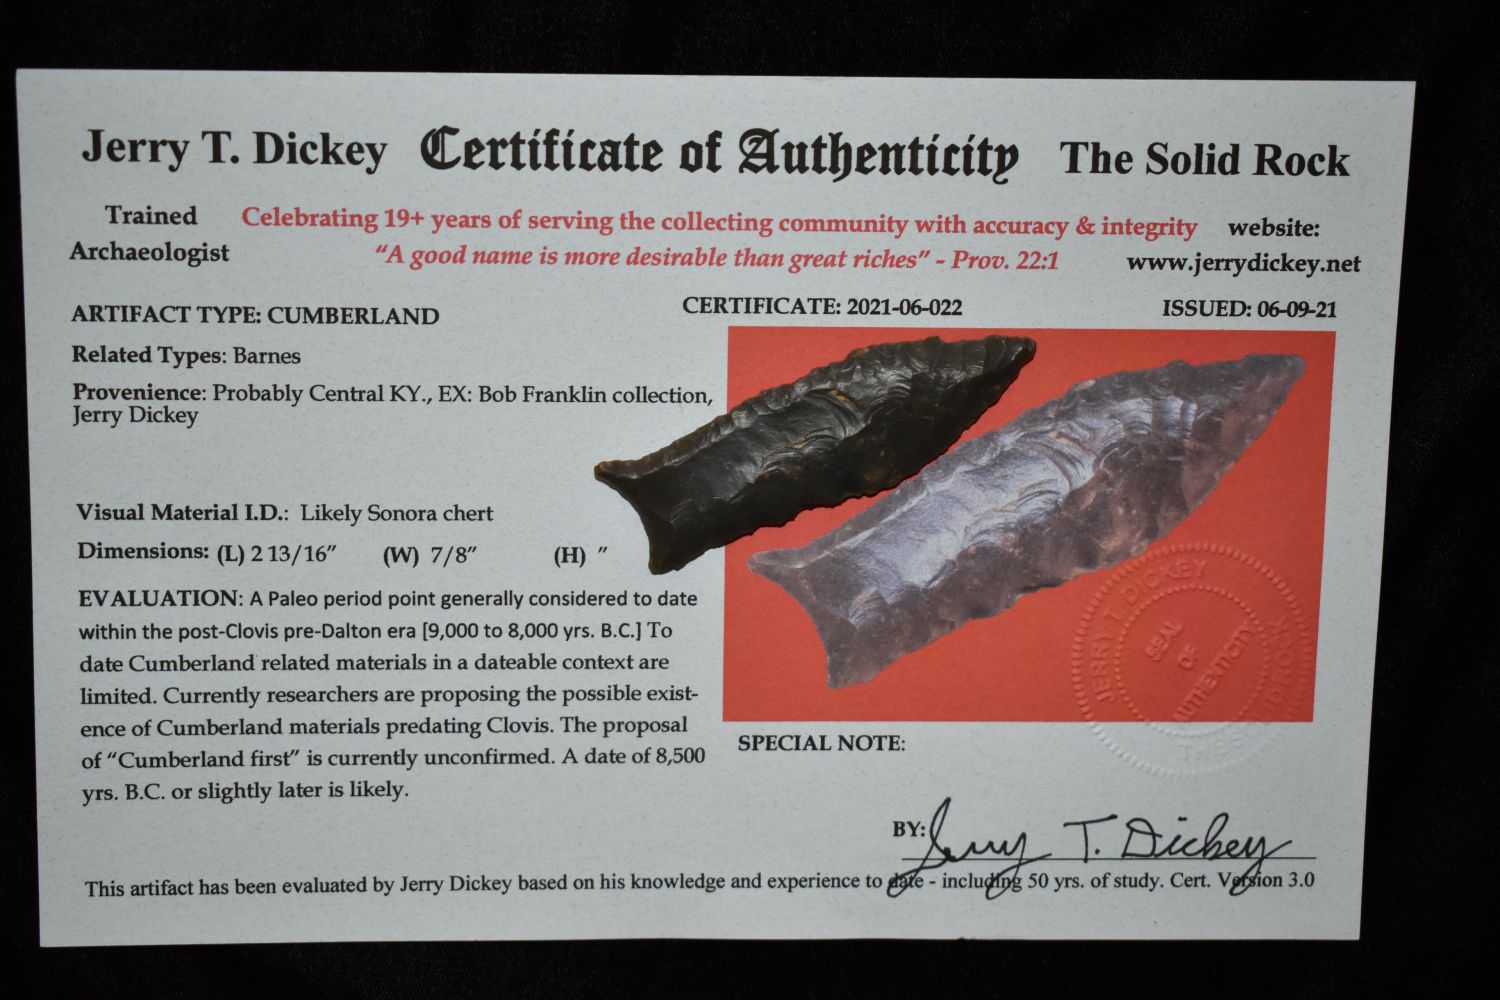 Jerry T. Dickey Certificate of Authenticity The Solid Rock
Trained Archaeologist
Celebrating 19+ years of serving the collecting community with accuracy & integrity
"A good name is more desirable than great riches" - Prov. 22:1
website:
www.jerrydickey.net
ARTIFACT TYPE: CUMBERLAND
CERTIFICATE: 2021-06-022
ISSUED: 06-09-21
Related Types: Barnes
Provenience: Probably Central KY., EX: Bob Franklin collection,
Jerry Dickey
Visual Material I.D.: Likely Sonora chert
Dimensions: (L) 2 13/16" (W) 7/8" (H) "
EVALUATION: A Paleo period point generally considered to date
within the post-Clovis pre-Dalton era [9,000 to 8,000 yrs. B.C.] To
date Cumberland related materials in a dateable context are
limited. Currently researchers are proposing the possible exist-
ence of Cumberland materials predating Clovis. The proposal
of "Cumberland first" is currently unconfirmed. A date of 8,500
yrs. B.C. or slightly later is likely.
JERRY T DICKEY
SEAL
OF
AUTHENTICITY
SPECIAL NOTE:
BY: Jerry T. Dickey
This artifact has been evaluated by Jerry Dickey based on his knowledge and experience to date - including 50 yrs. of study. Cert. Version 3.0